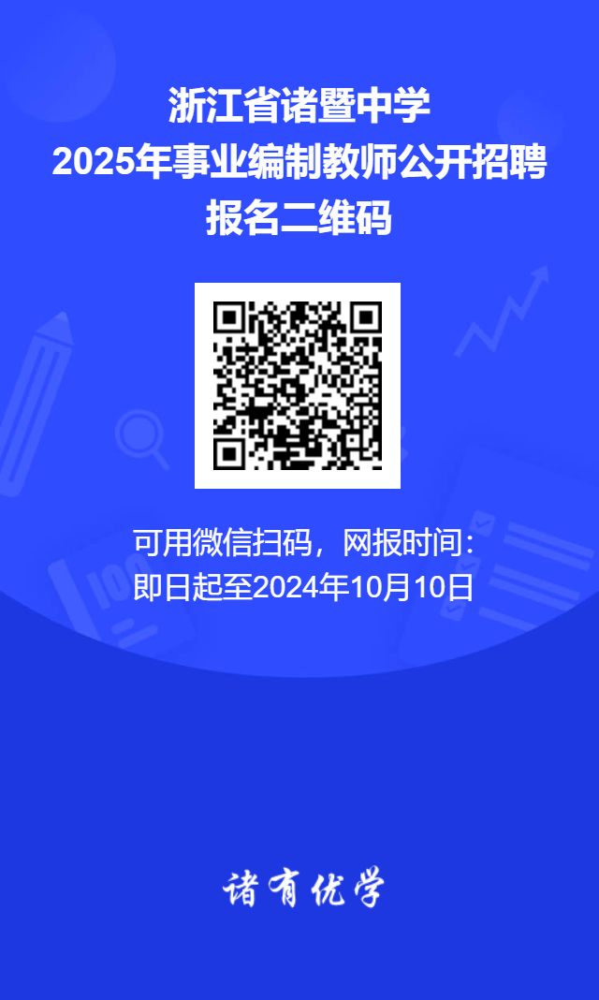 浙江省诸暨中学
2025年事业编制教师公开招聘
报名二维码
可用微信扫码，网报时间：
即日起至2024年10月10日
100
诸有优学